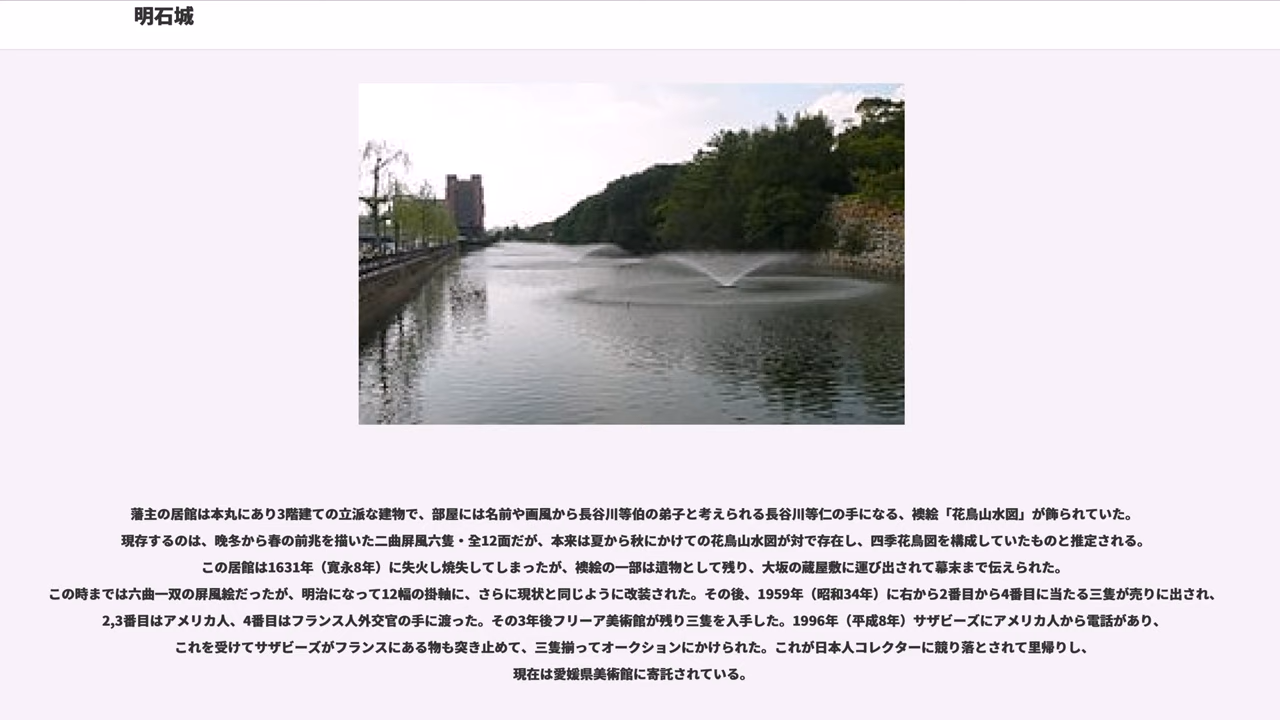 明石城
藩主の居館は本丸にあり3階建ての立派な建物で、部屋には名前や画風から長谷川等伯の弟子と考えられる長谷川等仁の手になる、襖絵「花鳥山水図」が飾られていた。
現存するのは、晩冬から春の前兆を描いた二曲屏風六隻・全12面だが、本来は夏から秋にかけての花鳥山水図が対で存在し、四季花鳥図を構成していたものと推定される。
この居館は1631年（寛永8年）に失火し焼失してしまったが、襖絵の一部は遺物として残り、大坂の蔵屋敷に運び出されて幕末まで伝えられた。
この時までは六曲一双の屏風絵だったが、明治になって12幅の掛軸に、さらに現状と同じように改装された。その後、1959年（昭和34年）に右から2番目から4番目に当たる三隻が売りに出され、
2,3番目はアメリカ人、4番目はフランス人外交官の手に渡った。その3年後フリーア美術館が残り三隻を入手した。1996年（平成8年）サザビーズにアメリカ人から電話があり、
これを受けてサザビーズがフランスにある物も突き止めて、三隻揃ってオークションにかけられた。これが日本人コレクターに競り落とされて里帰りし、
現在は愛媛県美術館に寄託されている。